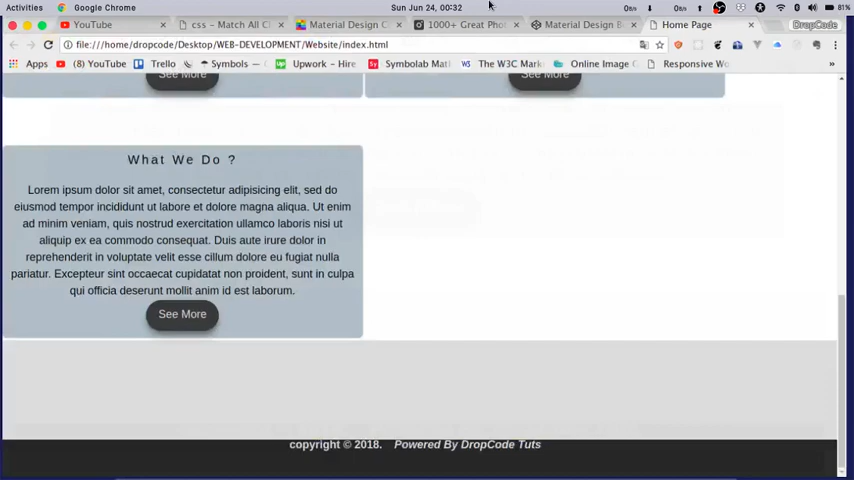 Activities Google Chrome Sun Jun 24, 00:32 0/s 0/s 81%
YouTube css - Match All C Material Design C 1000+ Great Phot Material Design B Home Page DropCode
file:///home/dropcode/Desktop/WEB-DEVELOPMENT/Website/index.html
Apps (8) YouTube Trello Symbols — Upwork - Hire Symbolab Mat The W3C Mark Online Image Responsive Wo »
See More See More
What We Do ?
Lorem ipsum dolor sit amet, consectetur adipisicing elit, sed do
eiusmod tempor incididunt ut labore et dolore magna aliqua. Ut enim
ad minim veniam, quis nostrud exercitation ullamco laboris nisi ut
aliquip ex ea commodo consequat. Duis aute irure dolor in
reprehenderit in voluptate velit esse cillum dolore eu fugiat nulla
pariatur. Excepteur sint occaecat cupidatat non proident, sunt in culpa
qui officia deserunt mollit anim id est laborum.
See More
copyright © 2018. Powered By DropCode Tuts